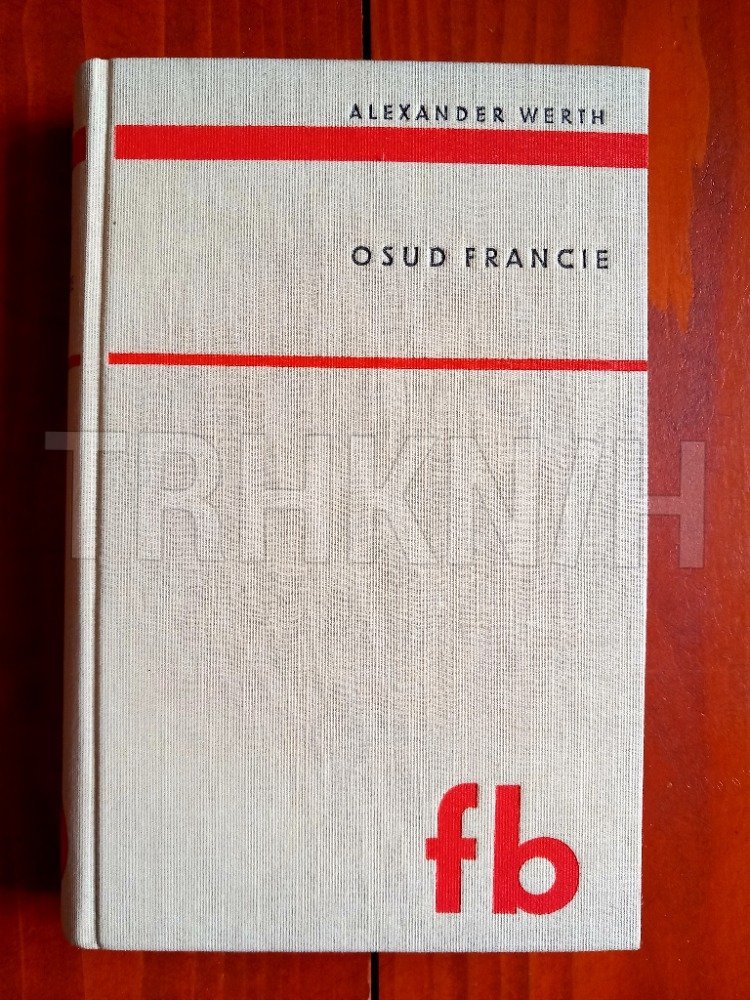 ALEXANDER WERTH
OSUD FRANCIE
TRHKNIH
fb